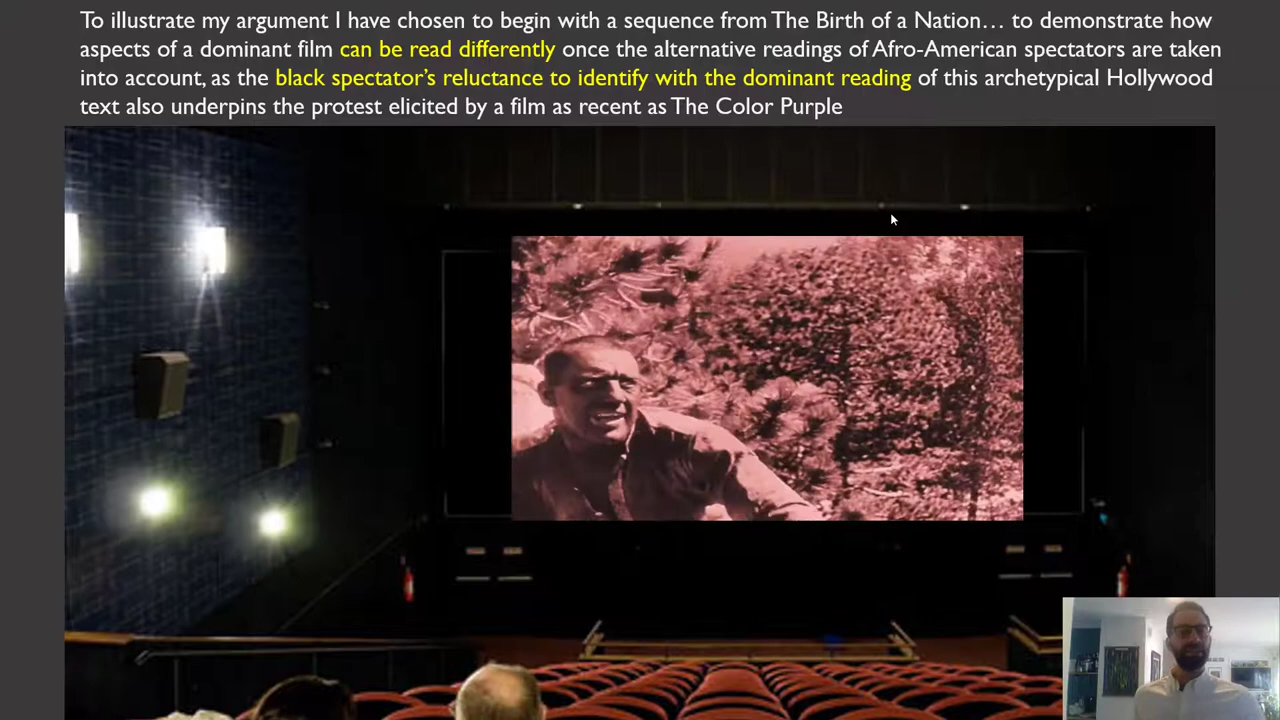 To illustrate my argument I have chosen to begin with a sequence from The Birth of a Nation… to demonstrate how
aspects of a dominant film can be read differently once the alternative readings of Afro-American spectators are taken
into account, as the black spectator's reluctance to identify with the dominant reading of this archetypical Hollywood
text also underpins the protest elicited by a film as recent as The Color Purple